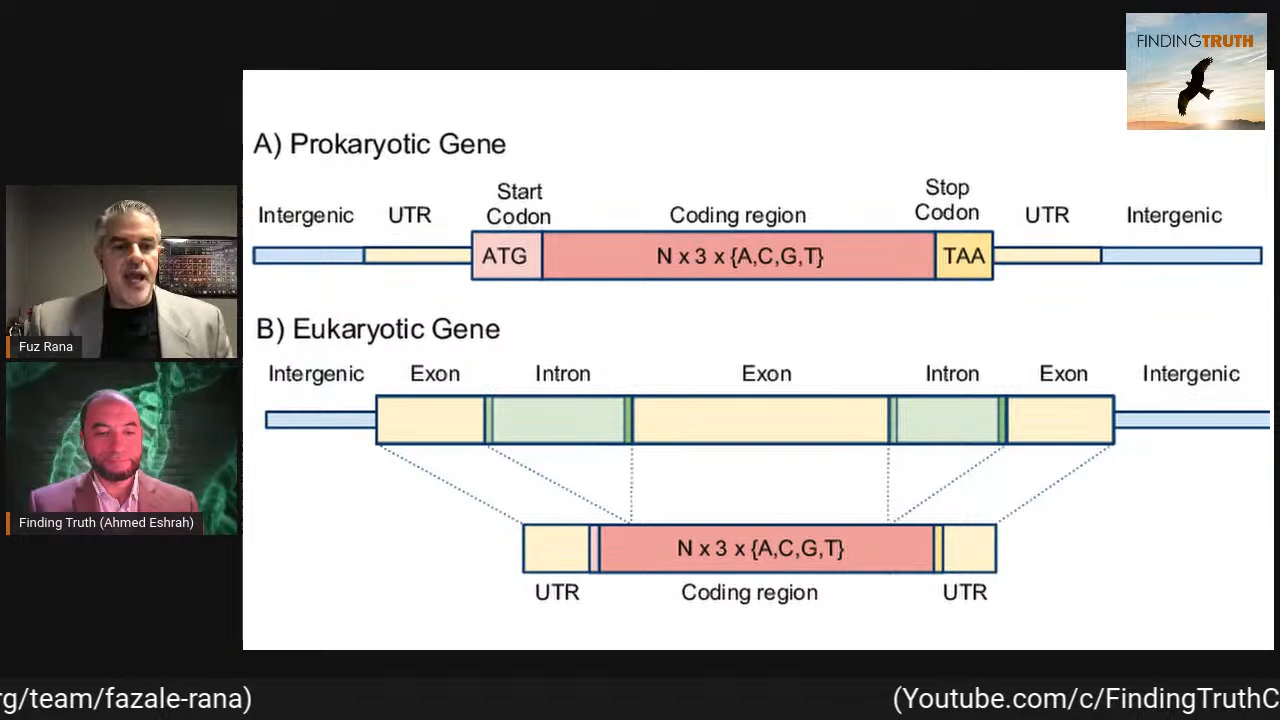 FINDINGTRUTH
A) Prokaryotic Gene
Intergenic
UTR
Start
Codon
Coding region
Stop
Codon
UTR
Intergenic
ATG
N x 3 x {A,C,G,T}
TAA
B) Eukaryotic Gene
Intergenic
Exon
Intron
Exon
Intron
Exon
Intergenic
N x 3 x {A,C,G,T}
UTR
Coding region
UTR
Fuz Rana
Finding Truth (Ahmed Eshrah)
rg/team/fazale-rana)
(Youtube.com/c/FindingTruthC